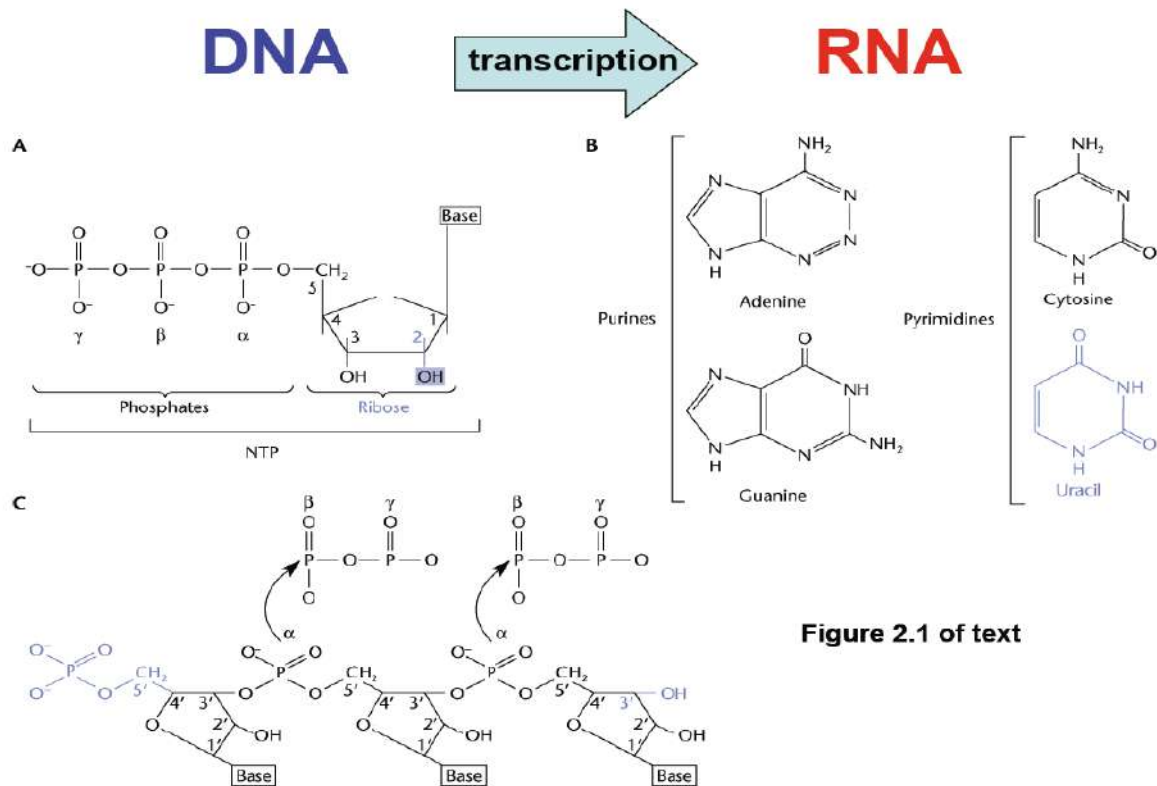 DNA transcription RNA
A
Base
O O O
⁻O—P—O—P—O—P—O—CH₂
O⁻ O⁻ O⁻
γ β α
5
4 1
3 2
OH OH
Phosphates Ribose
NTP
B
Purines
NH₂
N N
N
N N
H
Adenine
O
N NH
N N NH₂
H
Guanine
Pyrimidines
NH₂
N
N O
H
Cytosine
O
NH
N O
H
Uracil
C
β γ β γ
O O O O
P—O—P—O P—O—P—O
O O
α α
O⁻ O O⁻ O O⁻ O
P CH₂ P CH₂ P CH₂ OH
O⁻ O 5' O O 5' O O 5'
4' 3' 4' 3' 4' 3'
O 2' OH O 2' OH O 2' OH
1' 1' 1'
Base Base Base
Figure 2.1 of text